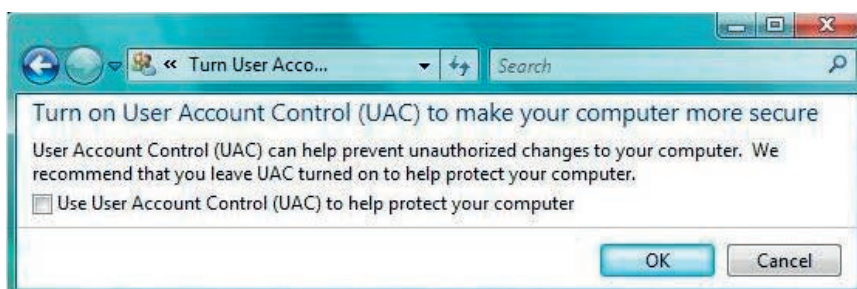 « Turn User Acco... Search
Turn on User Account Control (UAC) to make your computer more secure
User Account Control (UAC) can help prevent unauthorized changes to your computer. We
recommend that you leave UAC turned on to help protect your computer.
Use User Account Control (UAC) to help protect your computer
OK Cancel